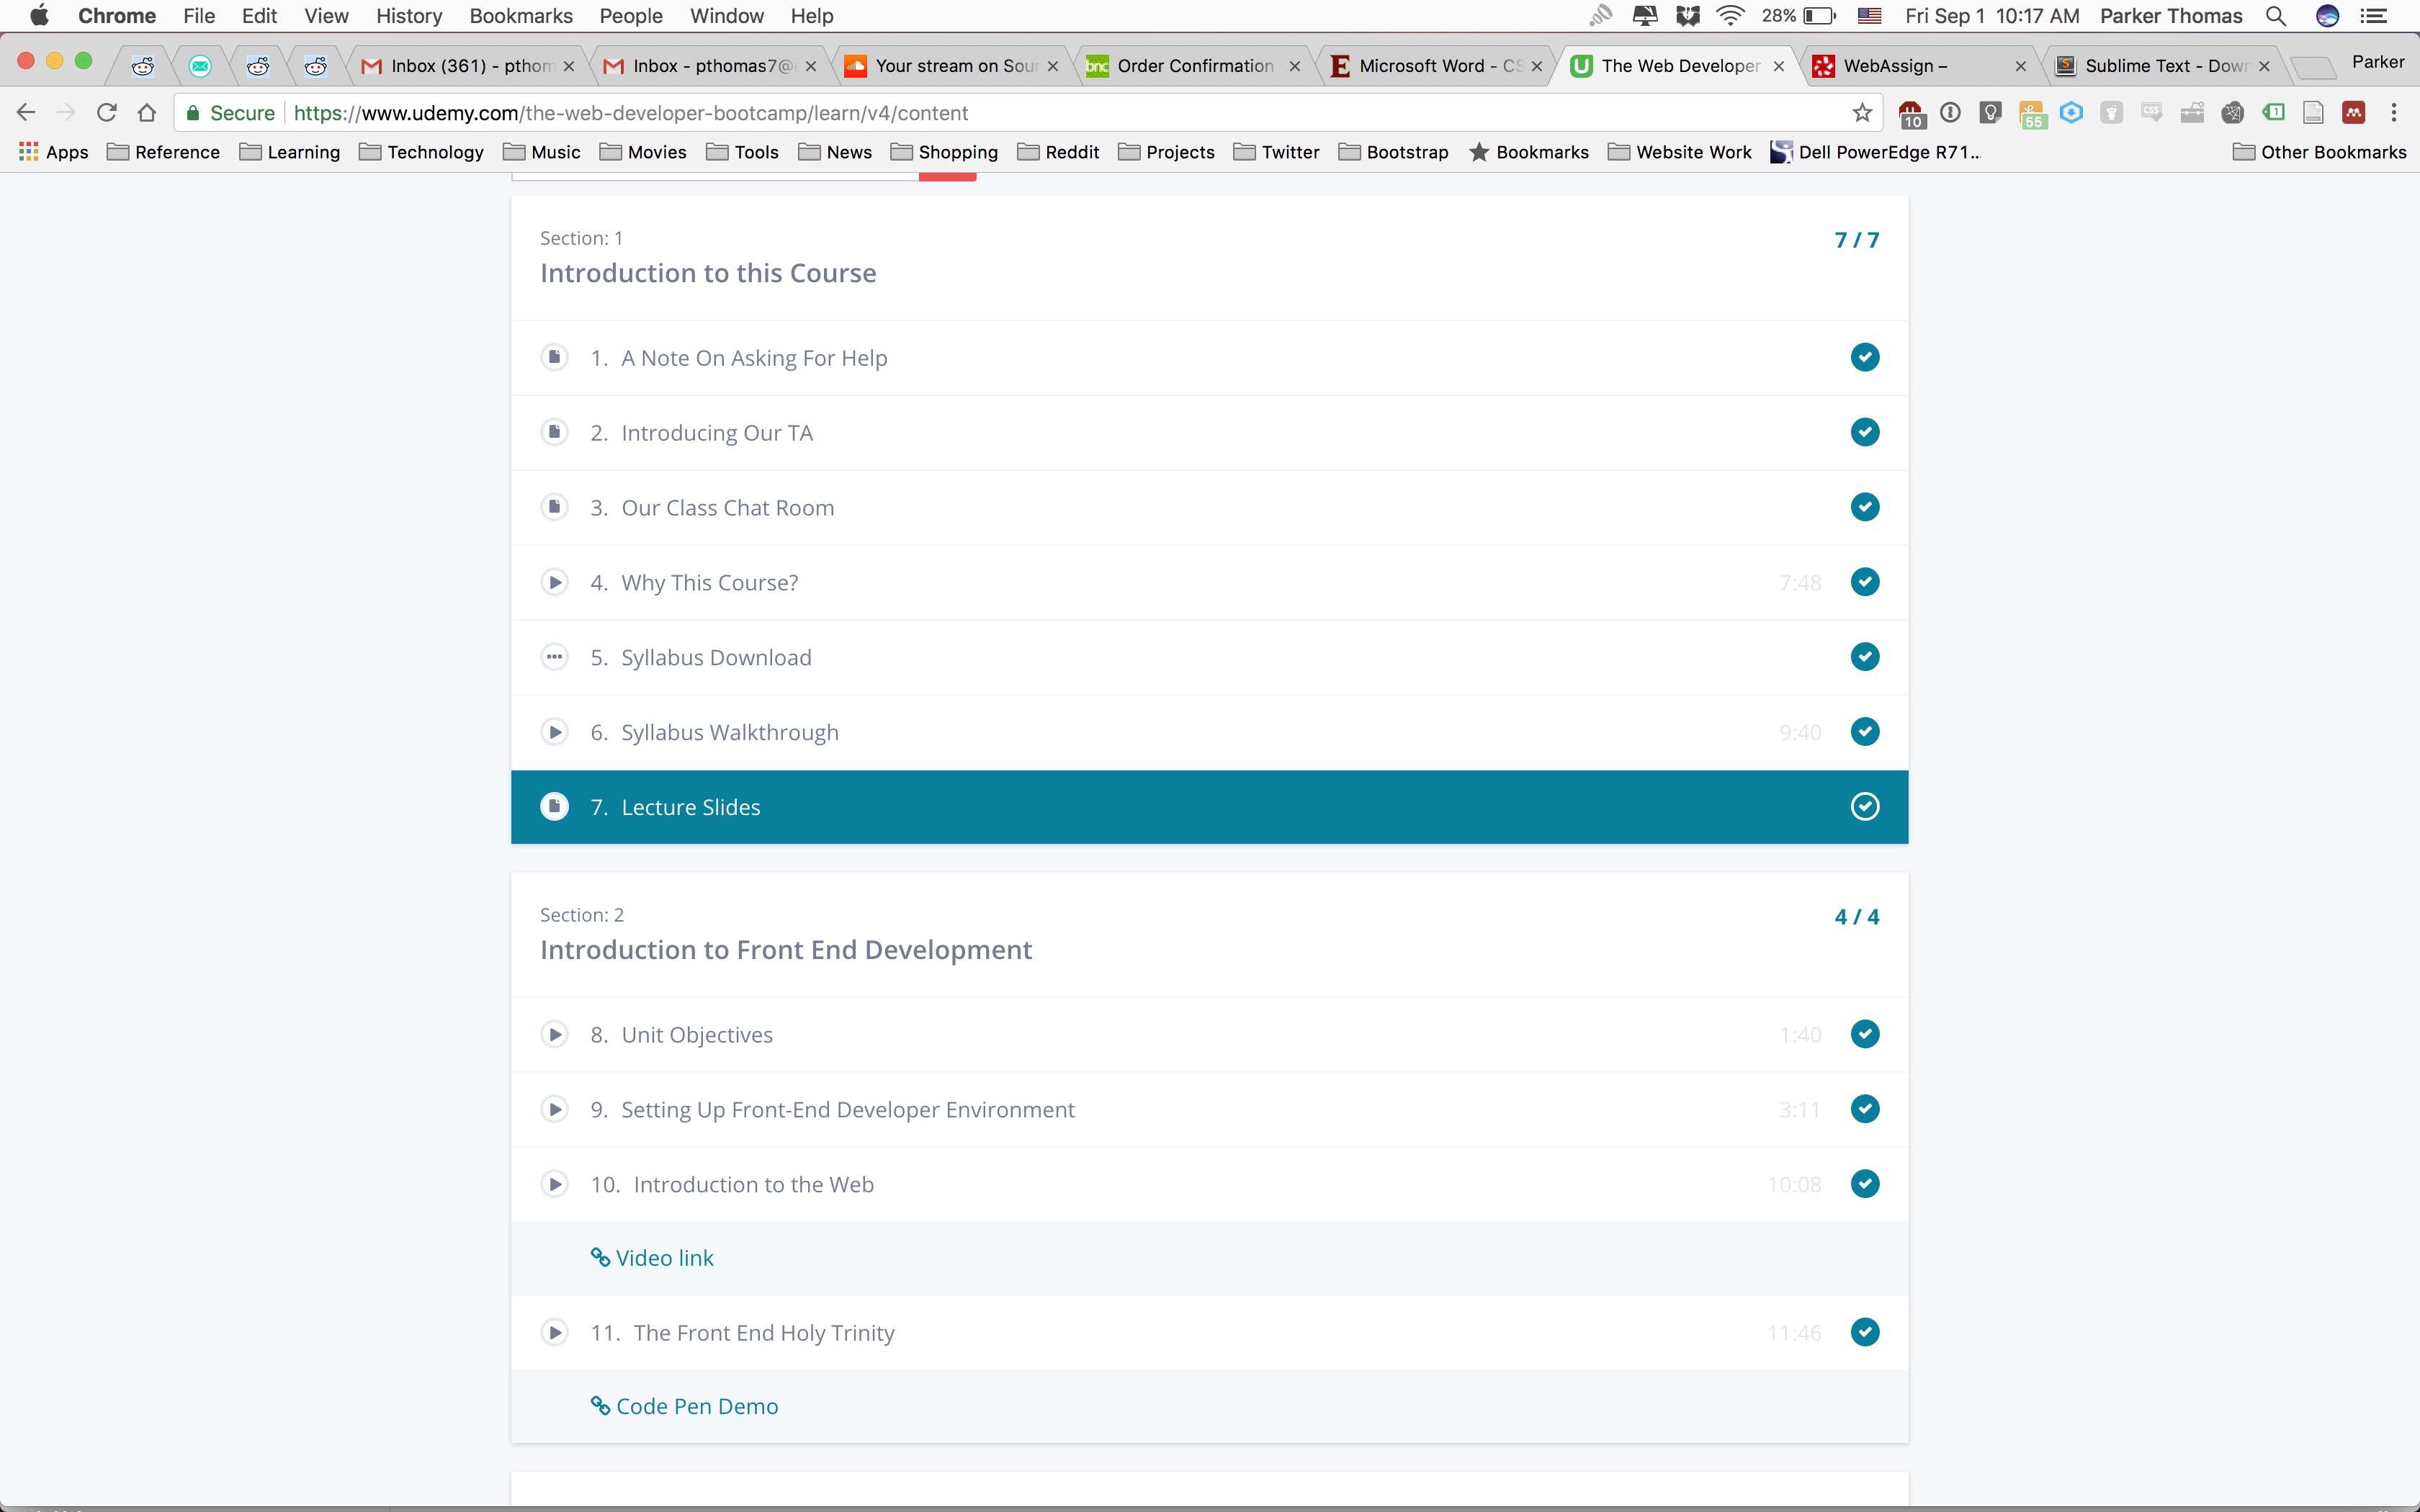 Chrome File Edit View History Bookmarks People Window Help 28% Fri Sep 1 10:17 AM Parker Thomas
Inbox (361) - pthom Inbox - pthomas7@ Your stream on Sou Order Confirmation Microsoft Word - CS The Web Developer WebAssign – Sublime Text - Dow Parker
Secure https://www.udemy.com/the-web-developer-bootcamp/learn/v4/content 10 55 1
Apps Reference Learning Technology Music Movies Tools News Shopping Reddit Projects Twitter Bootstrap Bookmarks Website Work Dell PowerEdge R71... Other Bookmarks
Section: 1 7 / 7
Introduction to this Course
1. A Note On Asking For Help
2. Introducing Our TA
3. Our Class Chat Room
4. Why This Course? 7:48
5. Syllabus Download
6. Syllabus Walkthrough 9:40
7. Lecture Slides
Section: 2 4 / 4
Introduction to Front End Development
8. Unit Objectives 1:40
9. Setting Up Front-End Developer Environment 3:11
10. Introduction to the Web 10:08
Video link
11. The Front End Holy Trinity 11:46
Code Pen Demo